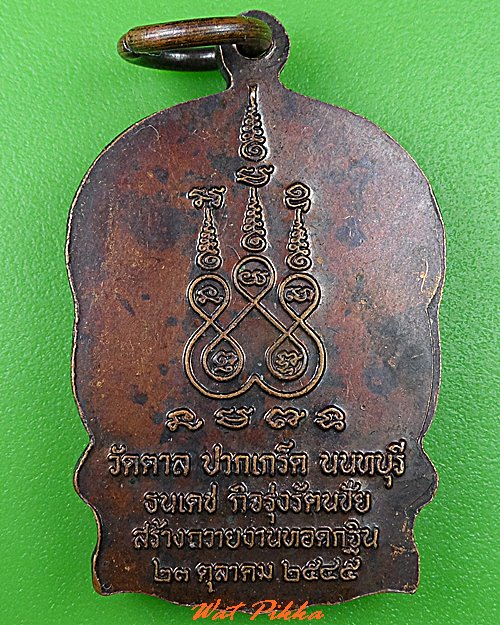 วัดตาล ปากเกร็ด นนทบุรี
ธนเดช กิจรุ่งรัตนชัย
สร้างถวายงานทอดกฐิน
๒๓ ตุลาคม ๒๕๔๕
Wat Pikka